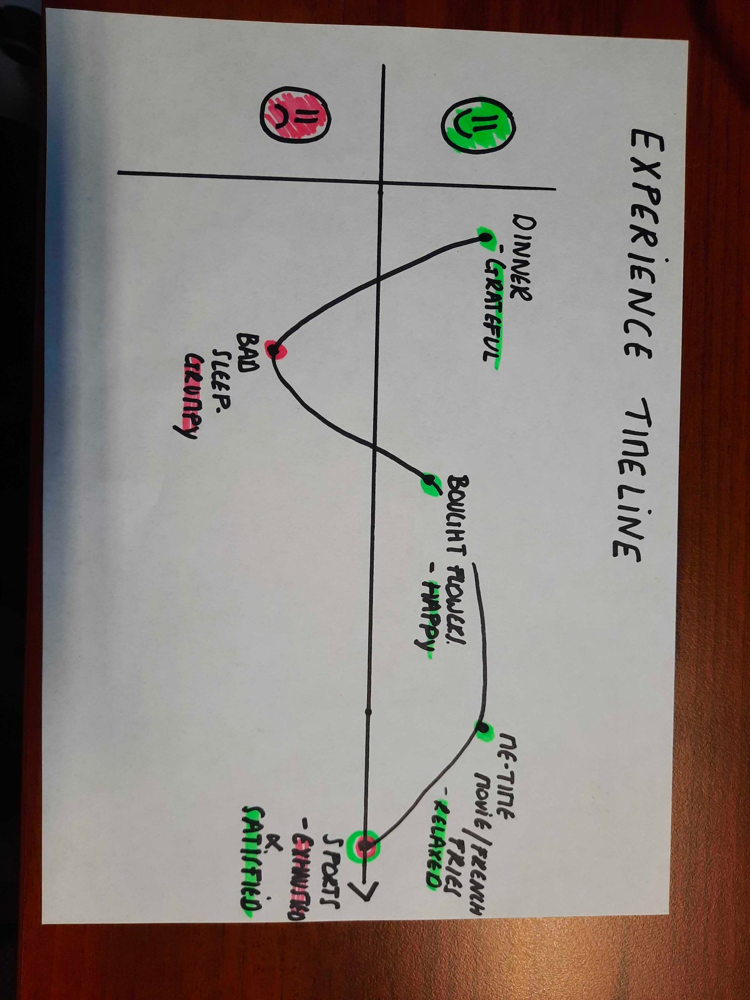 EXPERIENCE TIMELINE
DINNER
- GRATEFUL
BAD
SLEEP.
GRUMPY
BOUGHT FLOWERS.
- HAPPY
ME-TIME
MOVIE/FRENCH
FRIES
- RELAXED
SPORTS
- EXHAUSTED
&
SATISFIED